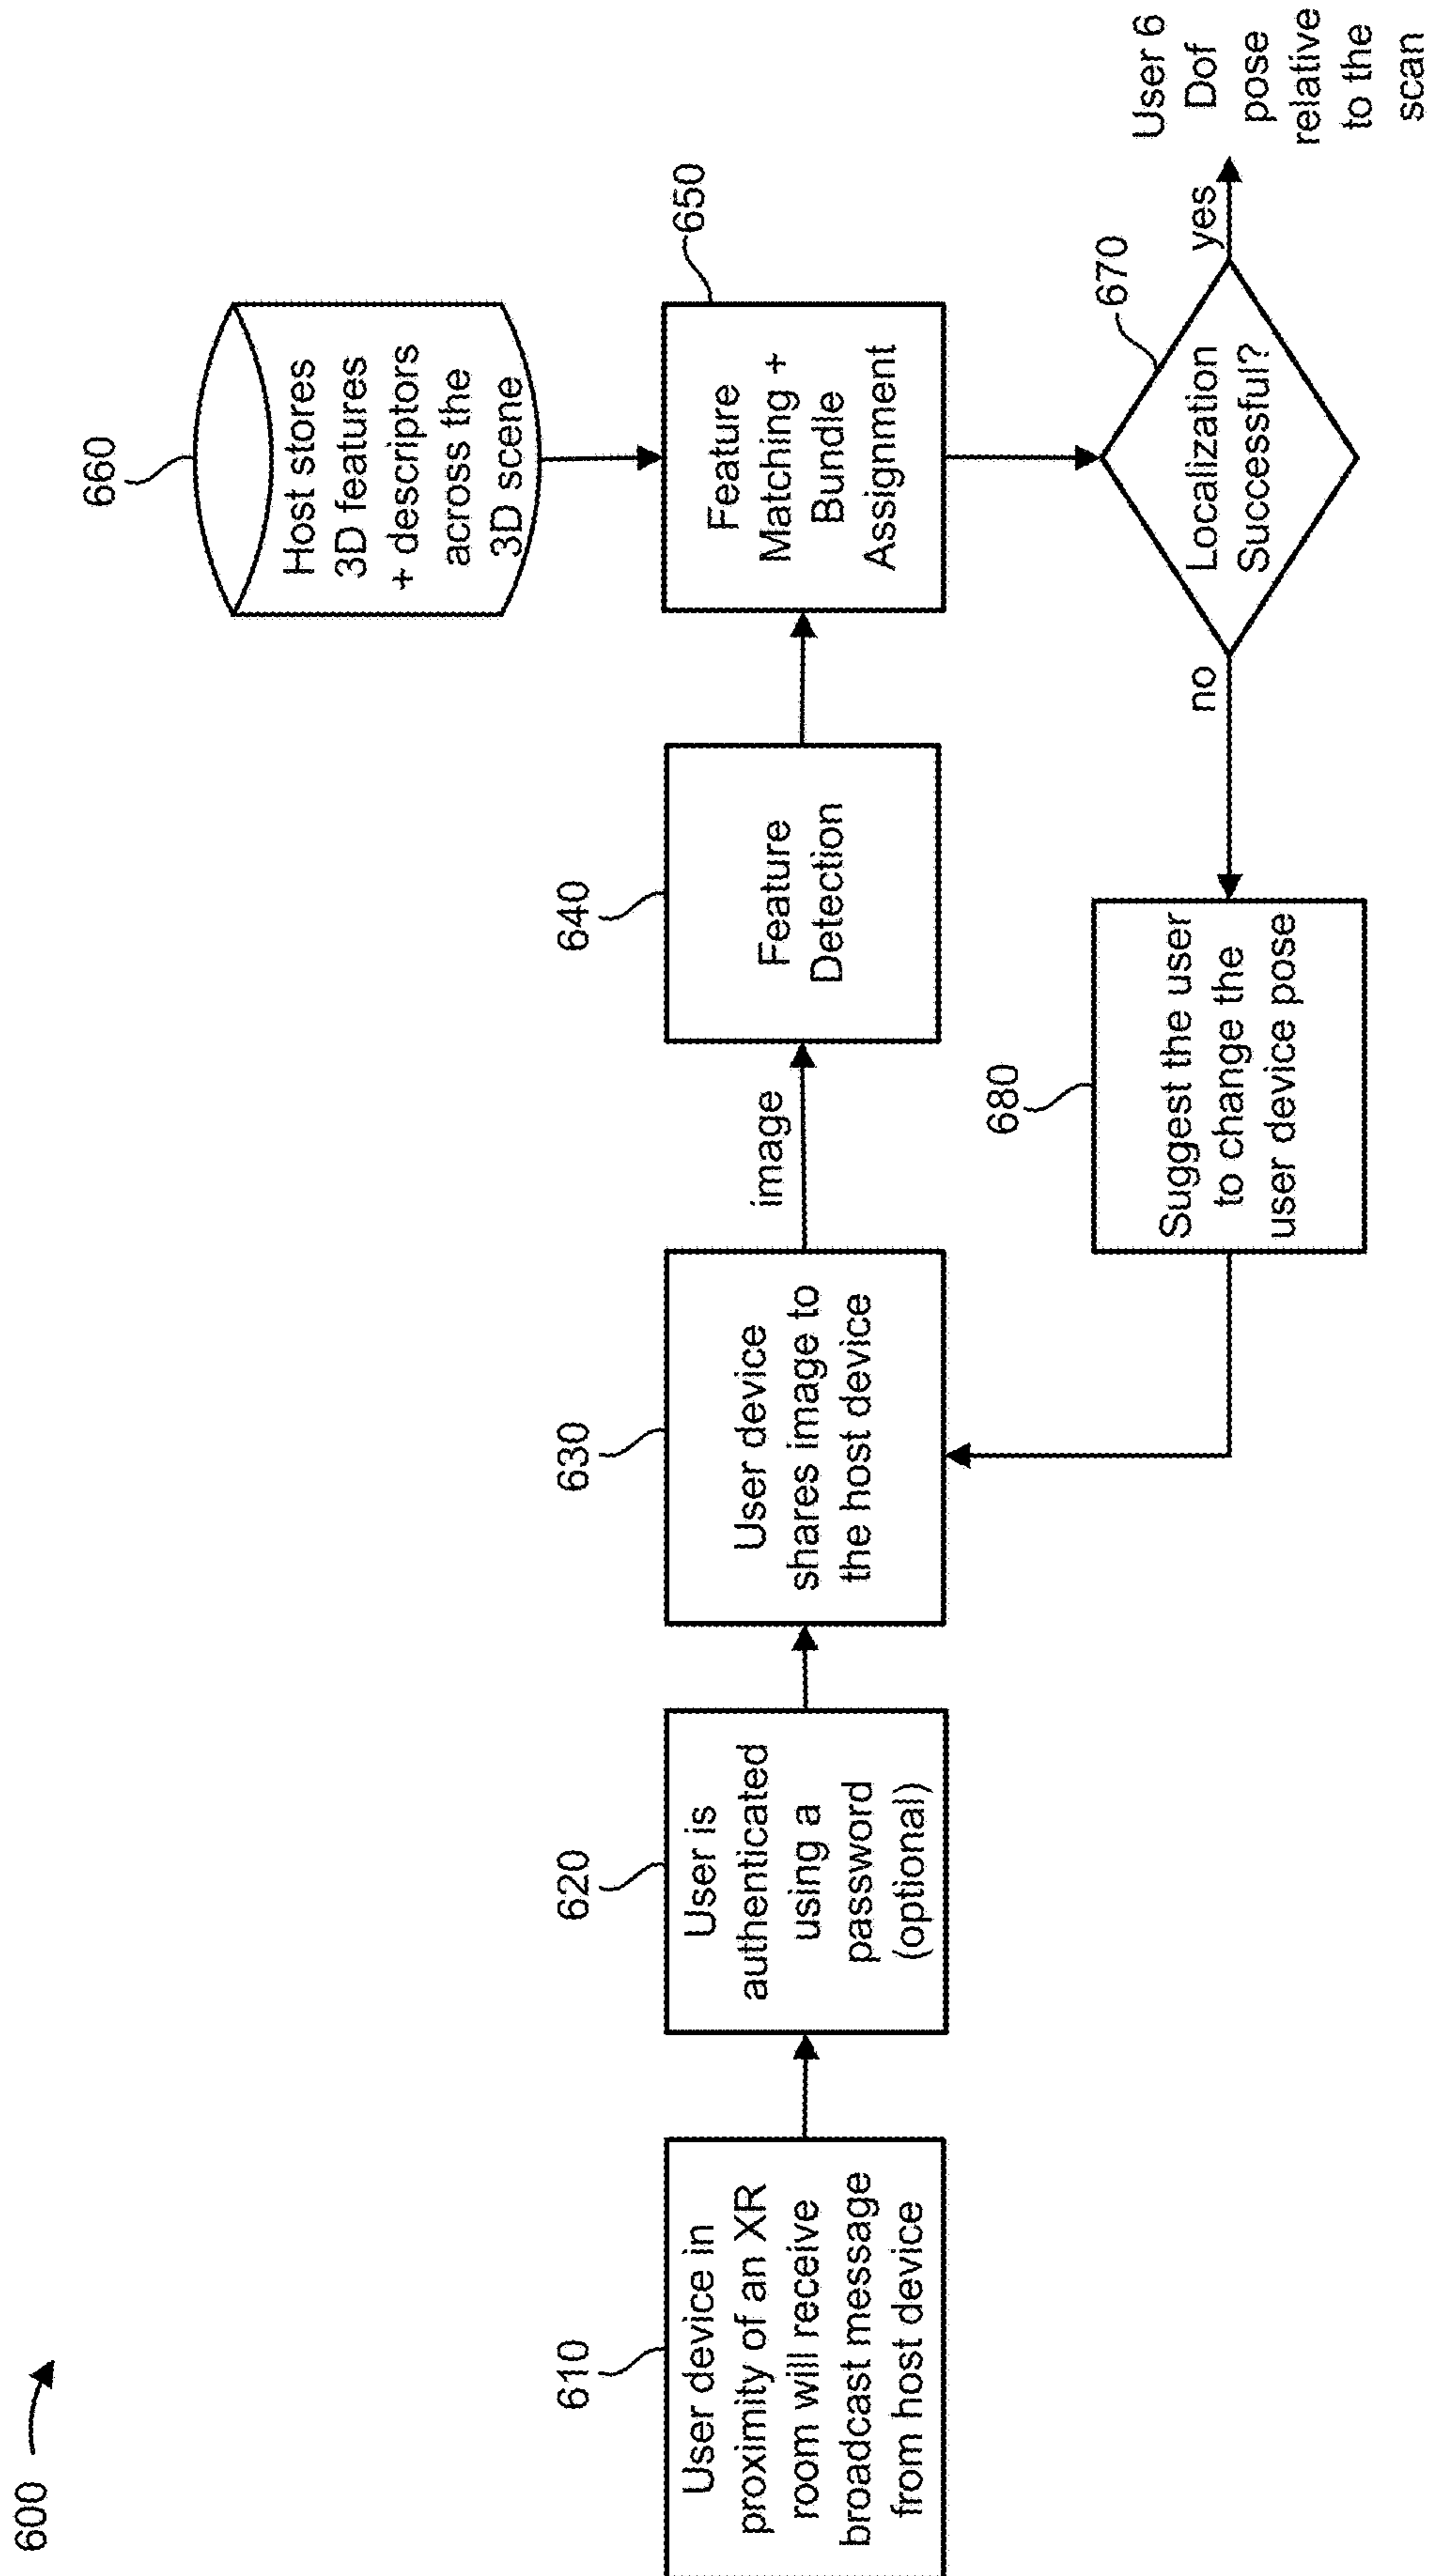 600
610
User device in
proximity of an XR
room will receive
broadcast message
from host device
620
User is
authenticated
using a
password
(optional)
630
User device
shares image to
the host device
image
640
Feature
Detection
660
Host stores
3D features
+ descriptors
across the
3D scene
650
Feature
Matching +
Bundle
Assignment
670
Localization
Successful?
yes
User 6
Dof
pose
relative
to the
scan
no
680
Suggest the user
to change the
user device pose